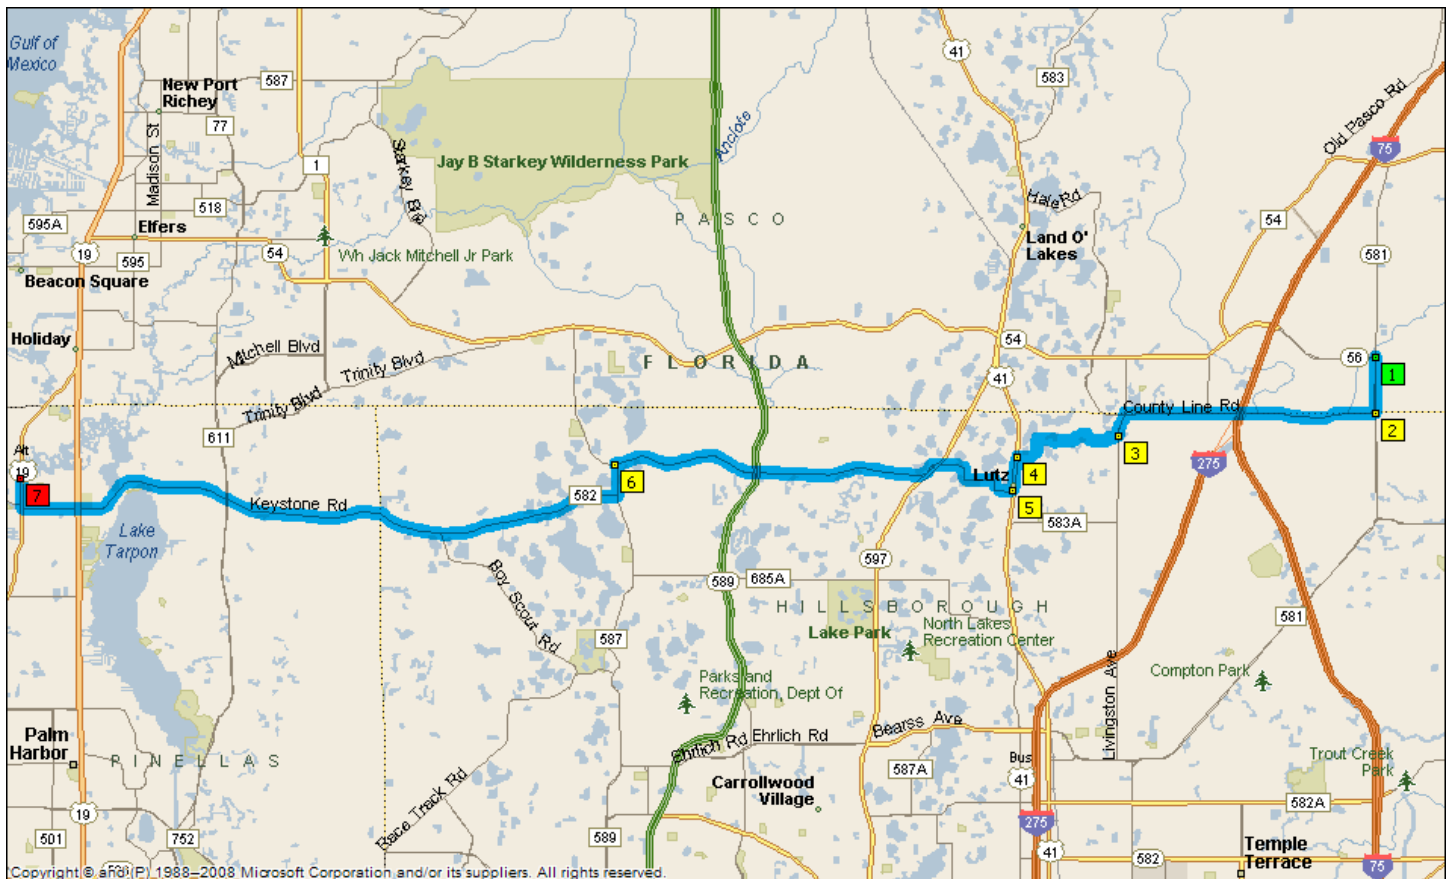 Gulf of
Mexico
New Port
Richey
587
77
Madison St
1
518
595A
Elfers
19
595
54
Beacon Square
Wh Jack Mitchell Jr Park
Starkey Blvd
Jay B Starkey Wilderness Park
Anclote
PASCO
41
583
Hale Rd
Land O'
Lakes
Old Pasco Rd
75
54
581
Holiday
Mitchell Blvd
Trinity Blvd
Trinity Blvd
FLORIDA
54
41
56
1
County Line Rd
2
3
611
Alt
19
7
Keystone Rd
582
6
Lutz
4
5
275
583A
Lake
Tarpon
Boy Scout Rd
597
589
685A
HILLSBOROUGH
Lake Park
North Lakes
Recreation Center
587
581
Compton Park
Parks and
Recreation, Dept Of
Livingston Ave
Palm
Harbor
PINELLAS
Ehrlich Rd
Ehrlich Rd
Bearss Ave
587A
Bus
41
Trout Creek
Park
Carrollwood
Village
Race Track Rd
19
501
752
589
275
41
582A
582
Temple
Terrace
75
Copyright © and (P) 1988–2008 Microsoft Corporation and/or its suppliers. All rights reserved.